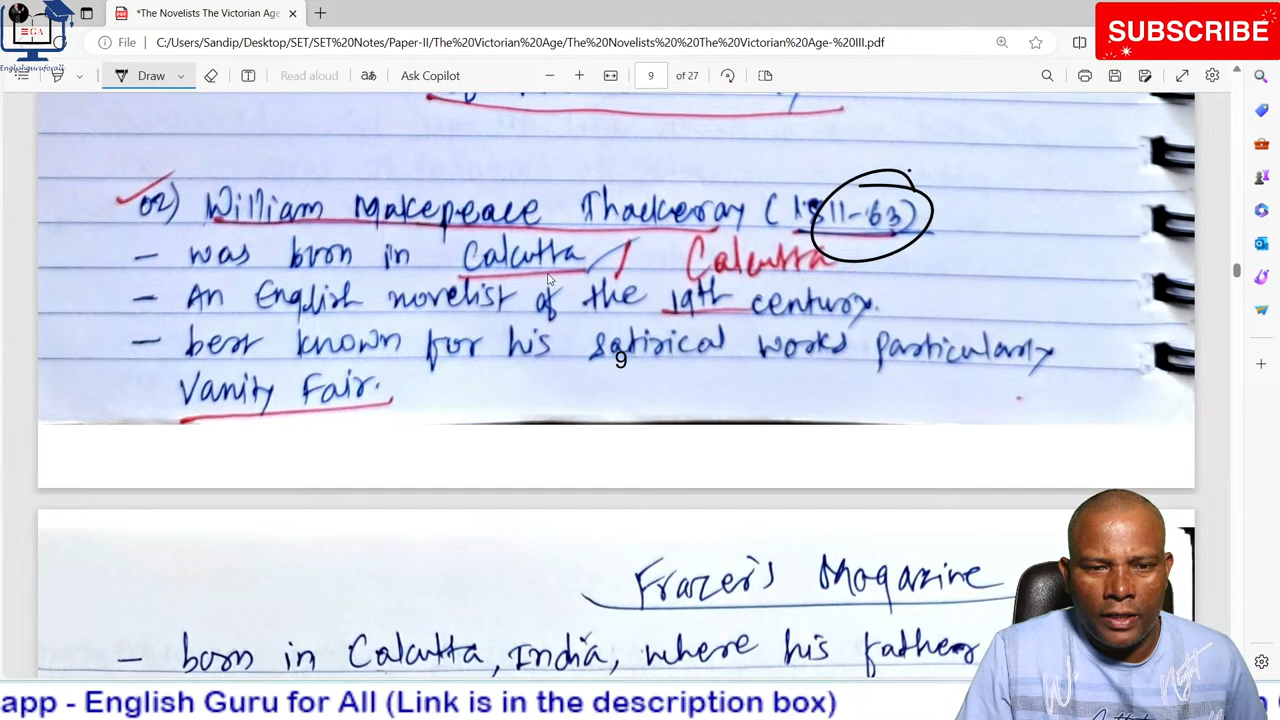 *The Novelists The Victorian Age
SUBSCRIBE
GA
Englishguruforall
File
C:/Users/Sandip/Desktop/SET/SET%20Notes/Paper-II/The%20Victorian%20Age/The%20Novelists%20%20The%20Victorian%20Age-%20III.pdf
Draw
Read aloud
Ask Copilot
9 of 27
02) William Makepeace Thackeray (1811-63)
- was born in Calcutta / Calcutta
- An English novelist of the 19th century.
- best known for his satirical works particularly
9
Vanity Fair.
Frazer's Magazine
- born in Calcutta, India, where his father
app - English Guru for All (Link is in the description box)